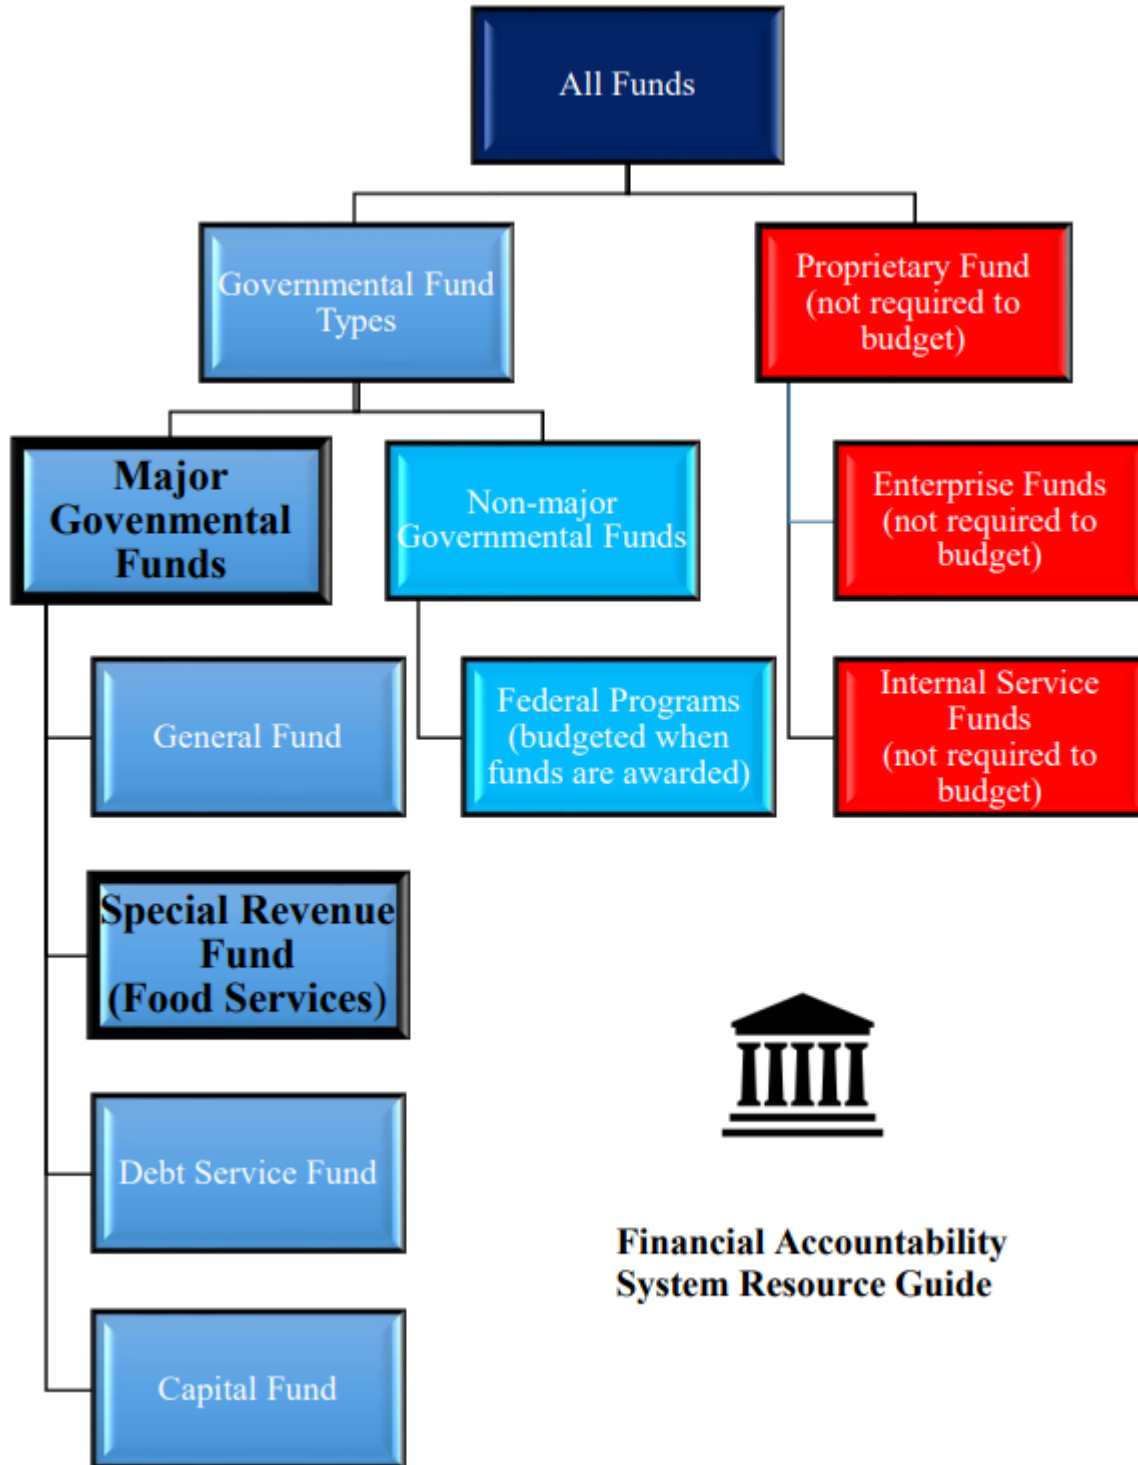 All Funds
Governmental Fund
Types
Proprietary Fund
(not required to
budget)
Major
Govenmental
Funds
Non-major
Governmental Funds
Enterprise Funds
(not required to
budget)
General Fund
Federal Programs
(budgeted when
funds are awarded)
Internal Service
Funds
(not required to
budget)
Special Revenue
Fund
(Food Services)
Debt Service Fund
Financial Accountability
System Resource Guide
Capital Fund